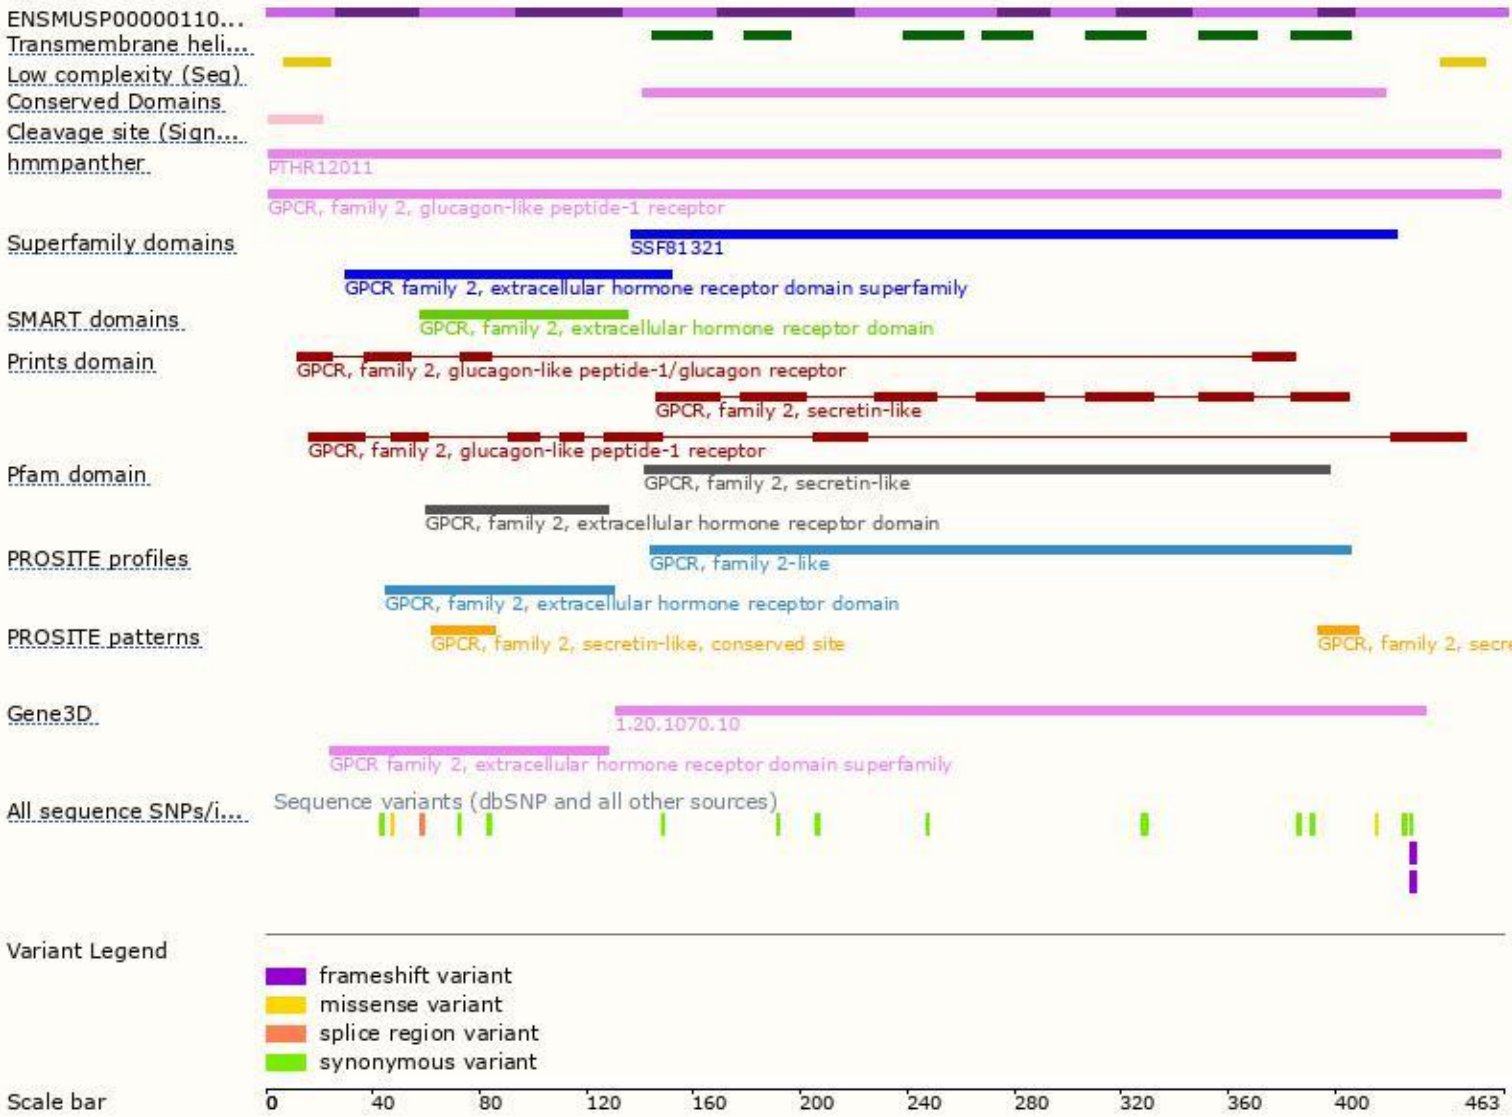 ENSMUSP00000110...
Transmembrane heli...
Low complexity (Seg)
Conserved Domains
Cleavage site (Sign...
hmmpanther
PTHR12011
GPCR, family 2, glucagon-like peptide-1 receptor
Superfamily domains
SSF81321
GPCR family 2, extracellular hormone receptor domain superfamily
SMART domains
GPCR, family 2, extracellular hormone receptor domain
Prints domain
GPCR, family 2, glucagon-like peptide-1/glucagon receptor
GPCR, family 2, secretin-like
GPCR, family 2, glucagon-like peptide-1 receptor
Pfam domain
GPCR, family 2, secretin-like
GPCR, family 2, extracellular hormone receptor domain
PROSITE profiles
GPCR, family 2-like
GPCR, family 2, extracellular hormone receptor domain
PROSITE patterns
GPCR, family 2, secretin-like, conserved site
GPCR, family 2, secre
Gene3D
1.20.1070.10
GPCR family 2, extracellular hormone receptor domain superfamily
All sequence SNPs/i...
Sequence variants (dbSNP and all other sources)
Variant Legend
frameshift variant
missense variant
splice region variant
synonymous variant
Scale bar
0 40 80 120 160 200 240 280 320 360 400 463